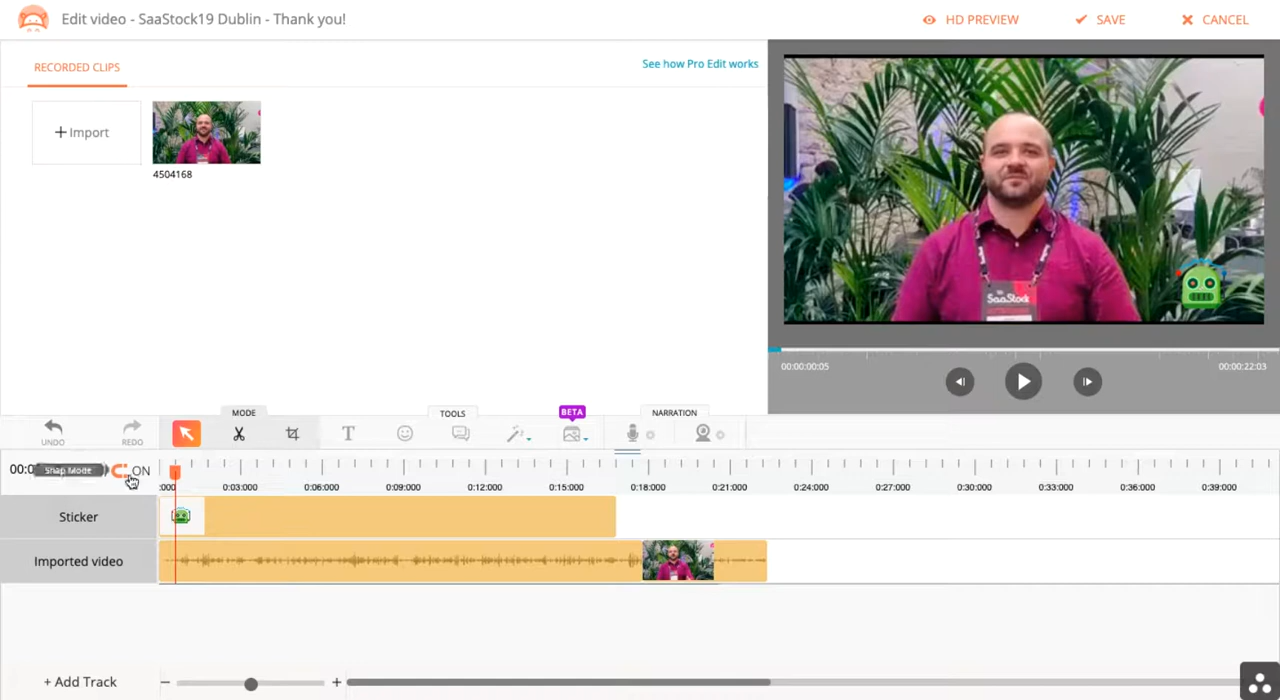 Edit video - SaaStock19 Dublin - Thank you!
HD PREVIEW
SAVE
CANCEL
RECORDED CLIPS
See how Pro Edit works
+ Import
4504168
SaaStock
00:00:00:05
00:00:22:03
UNDO
REDO
MODE
TOOLS
BETA
NARRATION
00:0
Snap Mode
ON
:000
0:03:000
0:06:000
0:09:000
0:12:000
0:15:000
0:18:000
0:21:000
0:24:000
0:27:000
0:30:000
0:33:000
0:36:000
0:39:000
Sticker
Imported video
+ Add Track